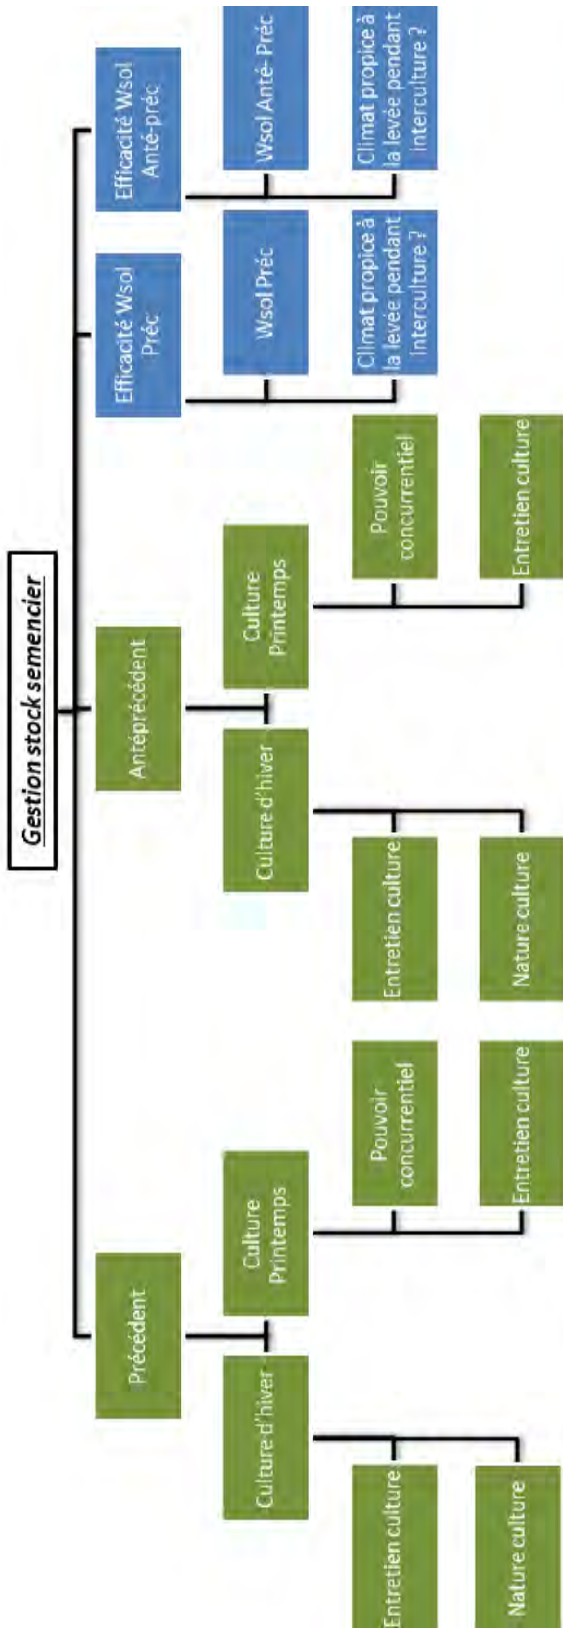 Gestion stock semencier
Précédent
Antéprécédent
Efficacité Wsol
Préc
Efficacité Wsol
Anté-préc
Culture d'hiver
Culture
Printemps
Culture d'hiver
Culture
Printemps
Wsol Préc
Wsol Anté- Préc
Entretien culture
Pouvoir
concurrentiel
Entretien culture
Pouvoir
concurrentiel
Climat propice à
la levée pendant
interculture ?
Climat propice à
la levée pendant
interculture ?
Nature culture
Entretien culture
Nature culture
Entretien culture